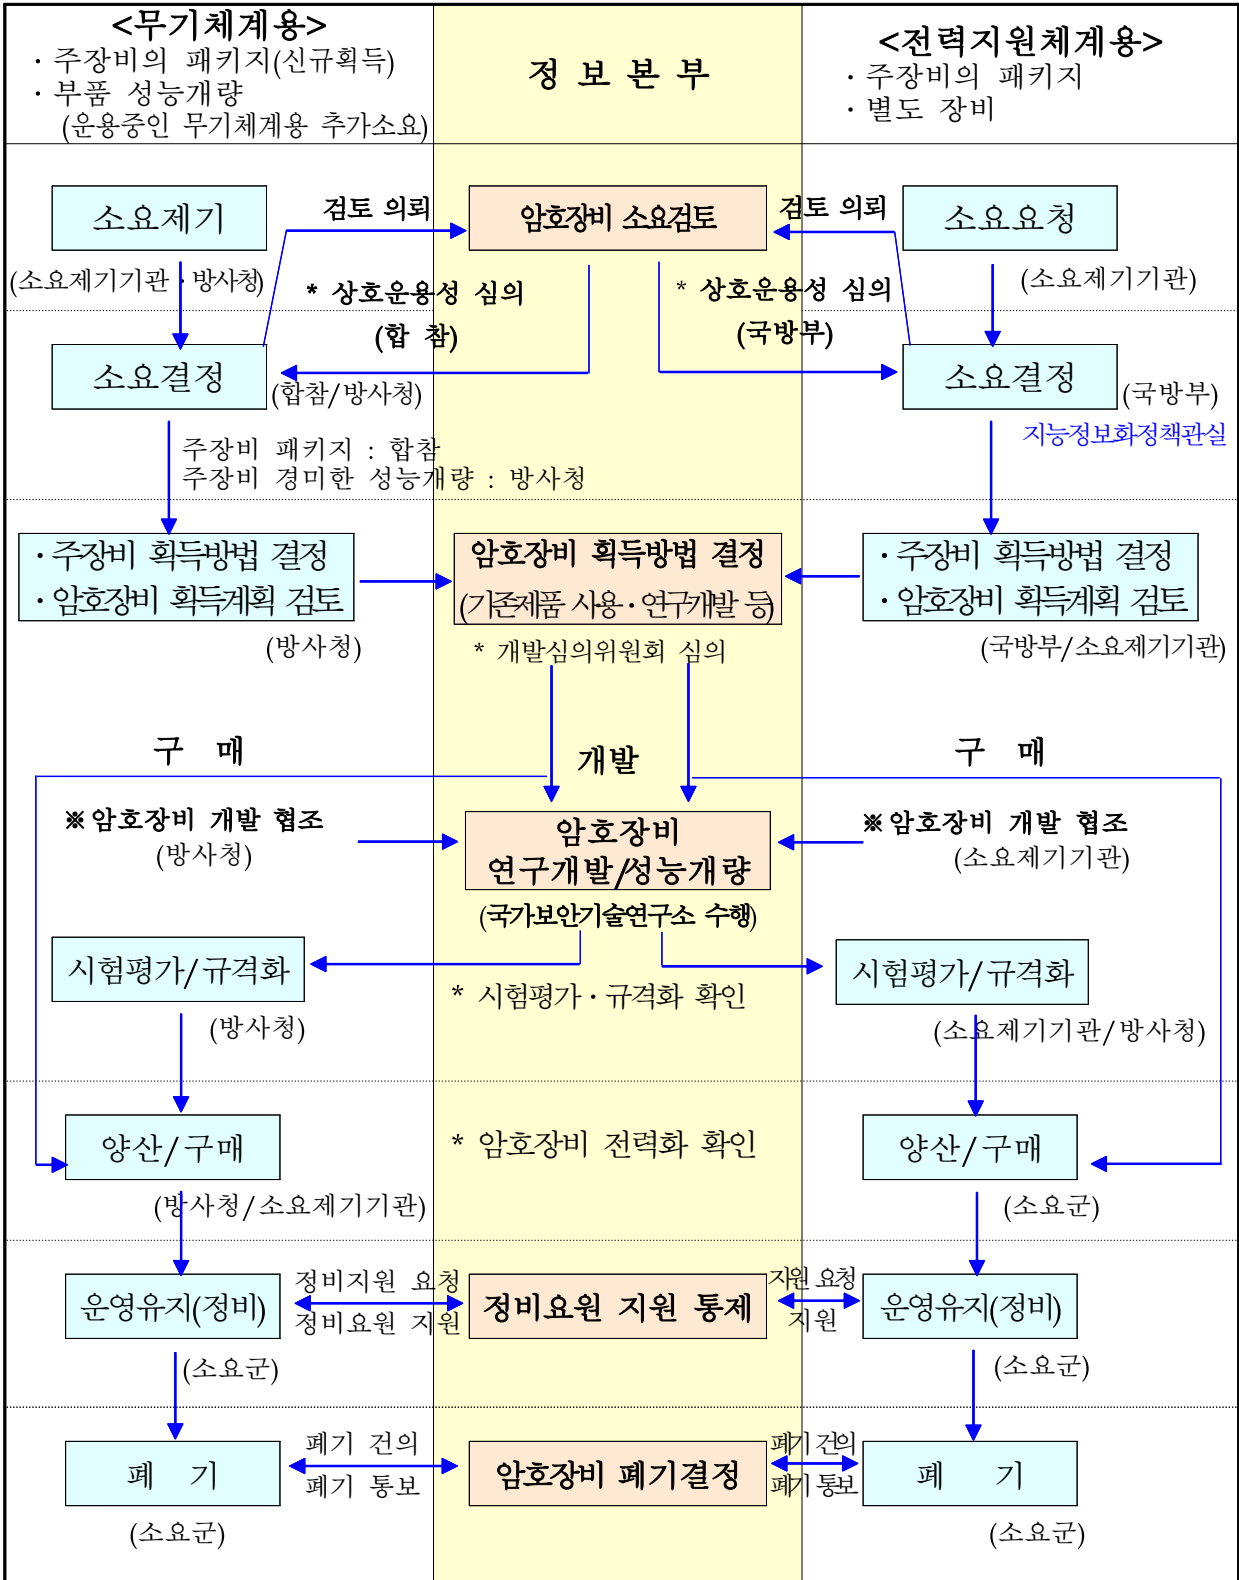 <무기체계용>
· 주장비의 패키지(신규획득)
· 부품 성능개량
(운용중인 무기체계용 추가소요)
정 보 본 부
<전력지원체계용>
· 주장비의 패키지
· 별도 장비
소요제기
검토 의뢰
암호장비 소요검토
검토 의뢰
소요요청
(소요제기기관 · 방사청)
* 상호운용성 심의
(합 참)
* 상호운용성 심의
(국방부)
(소요제기기관)
소요결정
(합참/방사청)
소요결정
(국방부)
지능정보화정책관실
주장비 패키지 : 합참
주장비 경미한 성능개량 : 방사청
· 주장비 획득방법 결정
· 암호장비 획득계획 검토
(방사청)
암호장비 획득방법 결정
(기존제품 사용 · 연구개발 등)
* 개발심의위원회 심의
· 주장비 획득방법 결정
· 암호장비 획득계획 검토
(국방부/소요제기기관)
구 매
개발
구 매
※암호장비 개발 협조
(방사청)
암호장비
연구개발/성능개량
(국가보안기술연구소 수행)
※암호장비 개발 협조
(소요제기기관)
시험평가/규격화
(방사청)
* 시험평가 · 규격화 확인
시험평가/규격화
(소요제기기관/방사청)
양산/구매
(방사청/소요제기기관)
* 암호장비 전력화 확인
양산/구매
(소요군)
운영유지(정비)
(소요군)
정비지원 요청
정비요원 지원
정비요원 지원 통제
지원 요청
지원
운영유지(정비)
(소요군)
폐 기
(소요군)
폐기 건의
폐기 통보
암호장비 폐기결정
폐기 건의
폐기 통보
폐 기
(소요군)